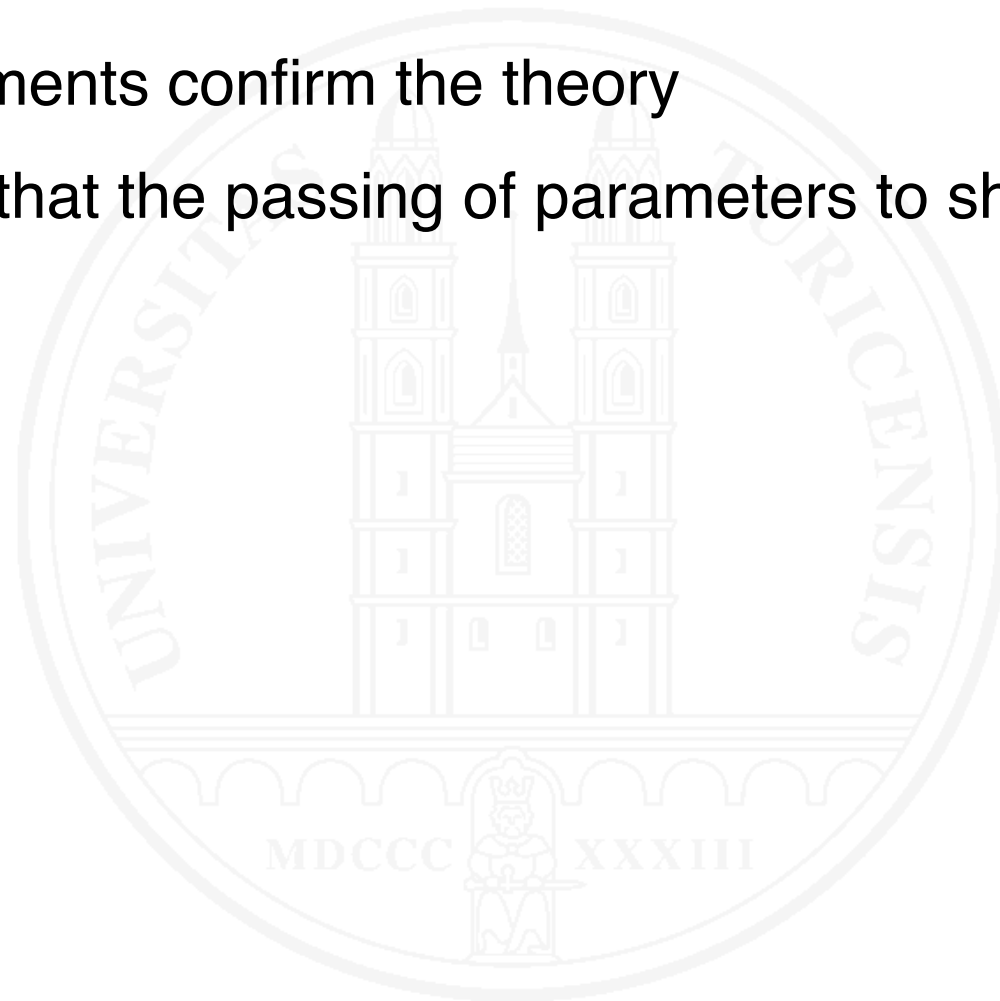 ments confirm the theory
that the passing of parameters to sh
UNIVERSITAS TURICENSIS
MDCCC XXXIII